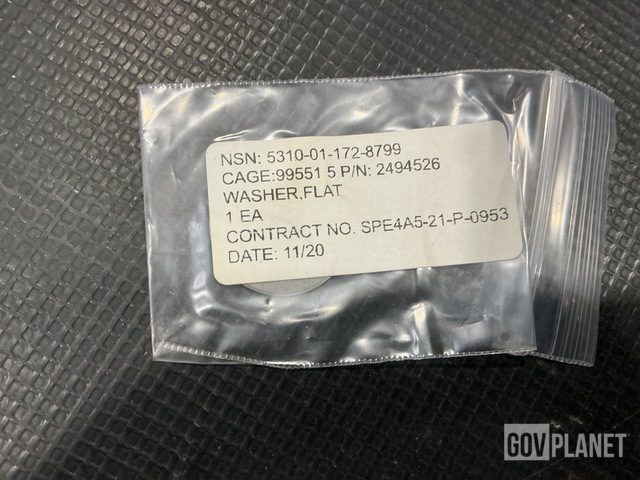 NSN: 5310-01-172-8799
CAGE:99551 5 P/N: 2494526
WASHER,FLAT
1 EA
CONTRACT NO. SPE4A5-21-P-0953
DATE: 11/20
GOVPLANET